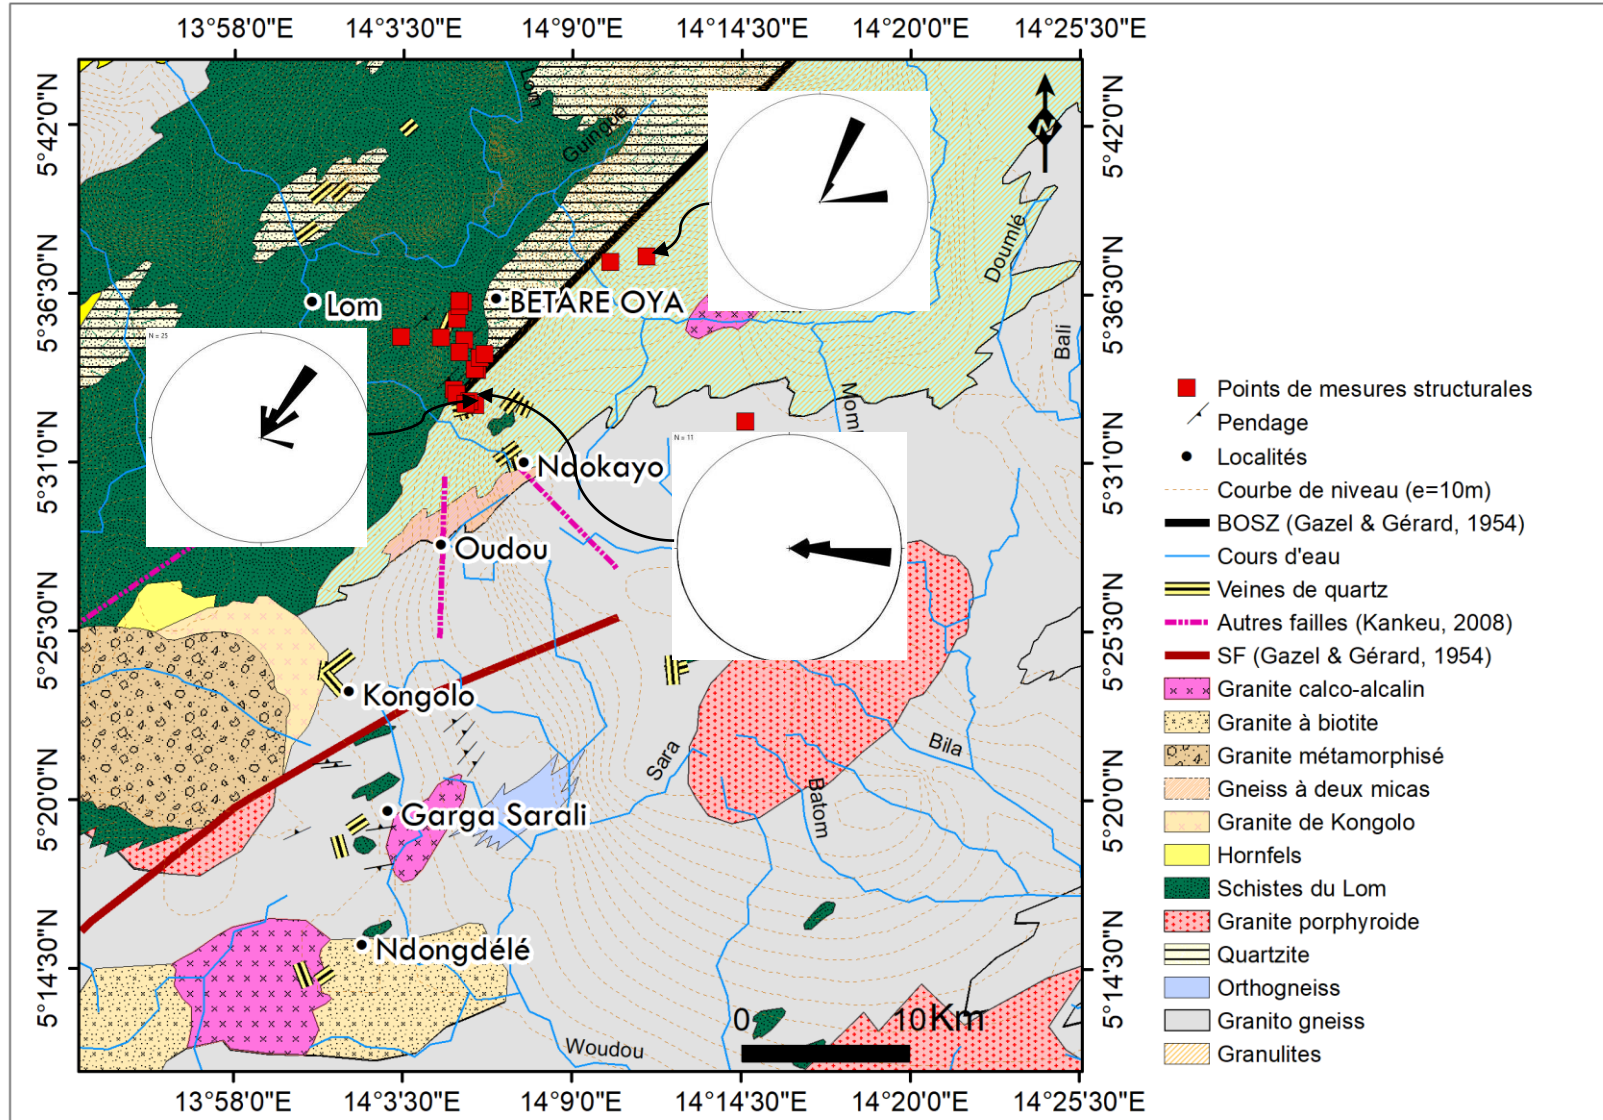 13°58'0"E 14°3'30"E 14°9'0"E 14°14'30"E 14°20'0"E 14°25'30"E
5°42'0"N
5°36'30"N
5°31'0"N
5°25'30"N
5°20'0"N
5°14'30"N
5°42'0"N
5°36'30"N
5°31'0"N
5°25'30"N
5°20'0"N
5°14'30"N
N
Lom
Guingue
Doumlé
Bali
Lom
BETARE OYA
N = 25
N = 11
Ndokayo
Oudou
Kongolo
Sara
Bila
Batom
Garga Sarali
Ndongdélé
Woudou
0 10Km
13°58'0"E 14°3'30"E 14°9'0"E 14°14'30"E 14°20'0"E 14°25'30"E
Points de mesures structurales
Pendage
Localités
Courbe de niveau (e=10m)
BOSZ (Gazel & Gérard, 1954)
Cours d'eau
Veines de quartz
Autres failles (Kankeu, 2008)
SF (Gazel & Gérard, 1954)
Granite calco-alcalin
Granite à biotite
Granite métamorphisé
Gneiss à deux micas
Granite de Kongolo
Hornfels
Schistes du Lom
Granite porphyroide
Quartzite
Orthogneiss
Granito gneiss
Granulites